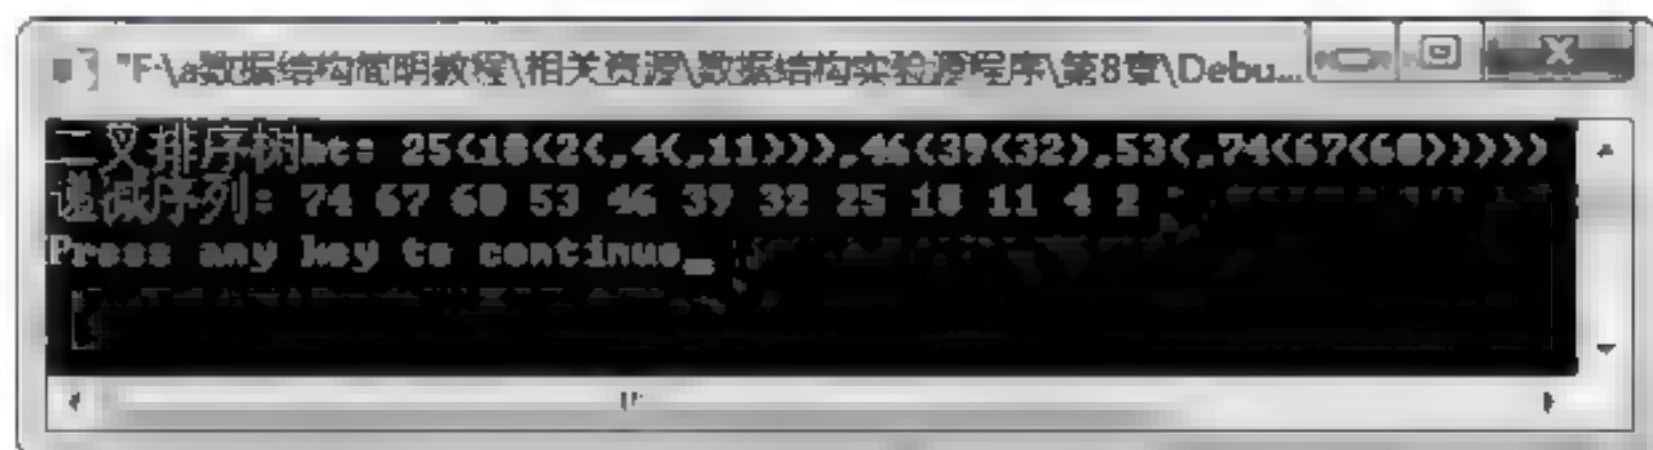 "F:\a数据结构简明教程\相关资源\数据结构实验源程序\第8章\Debu...
二叉排序树bt: 25(18(2(,4(,11))),46(39(32),53(,74(67(60)))))
递减序列: 74 67 60 53 46 39 32 25 18 11 4 2
Press any key to continue_